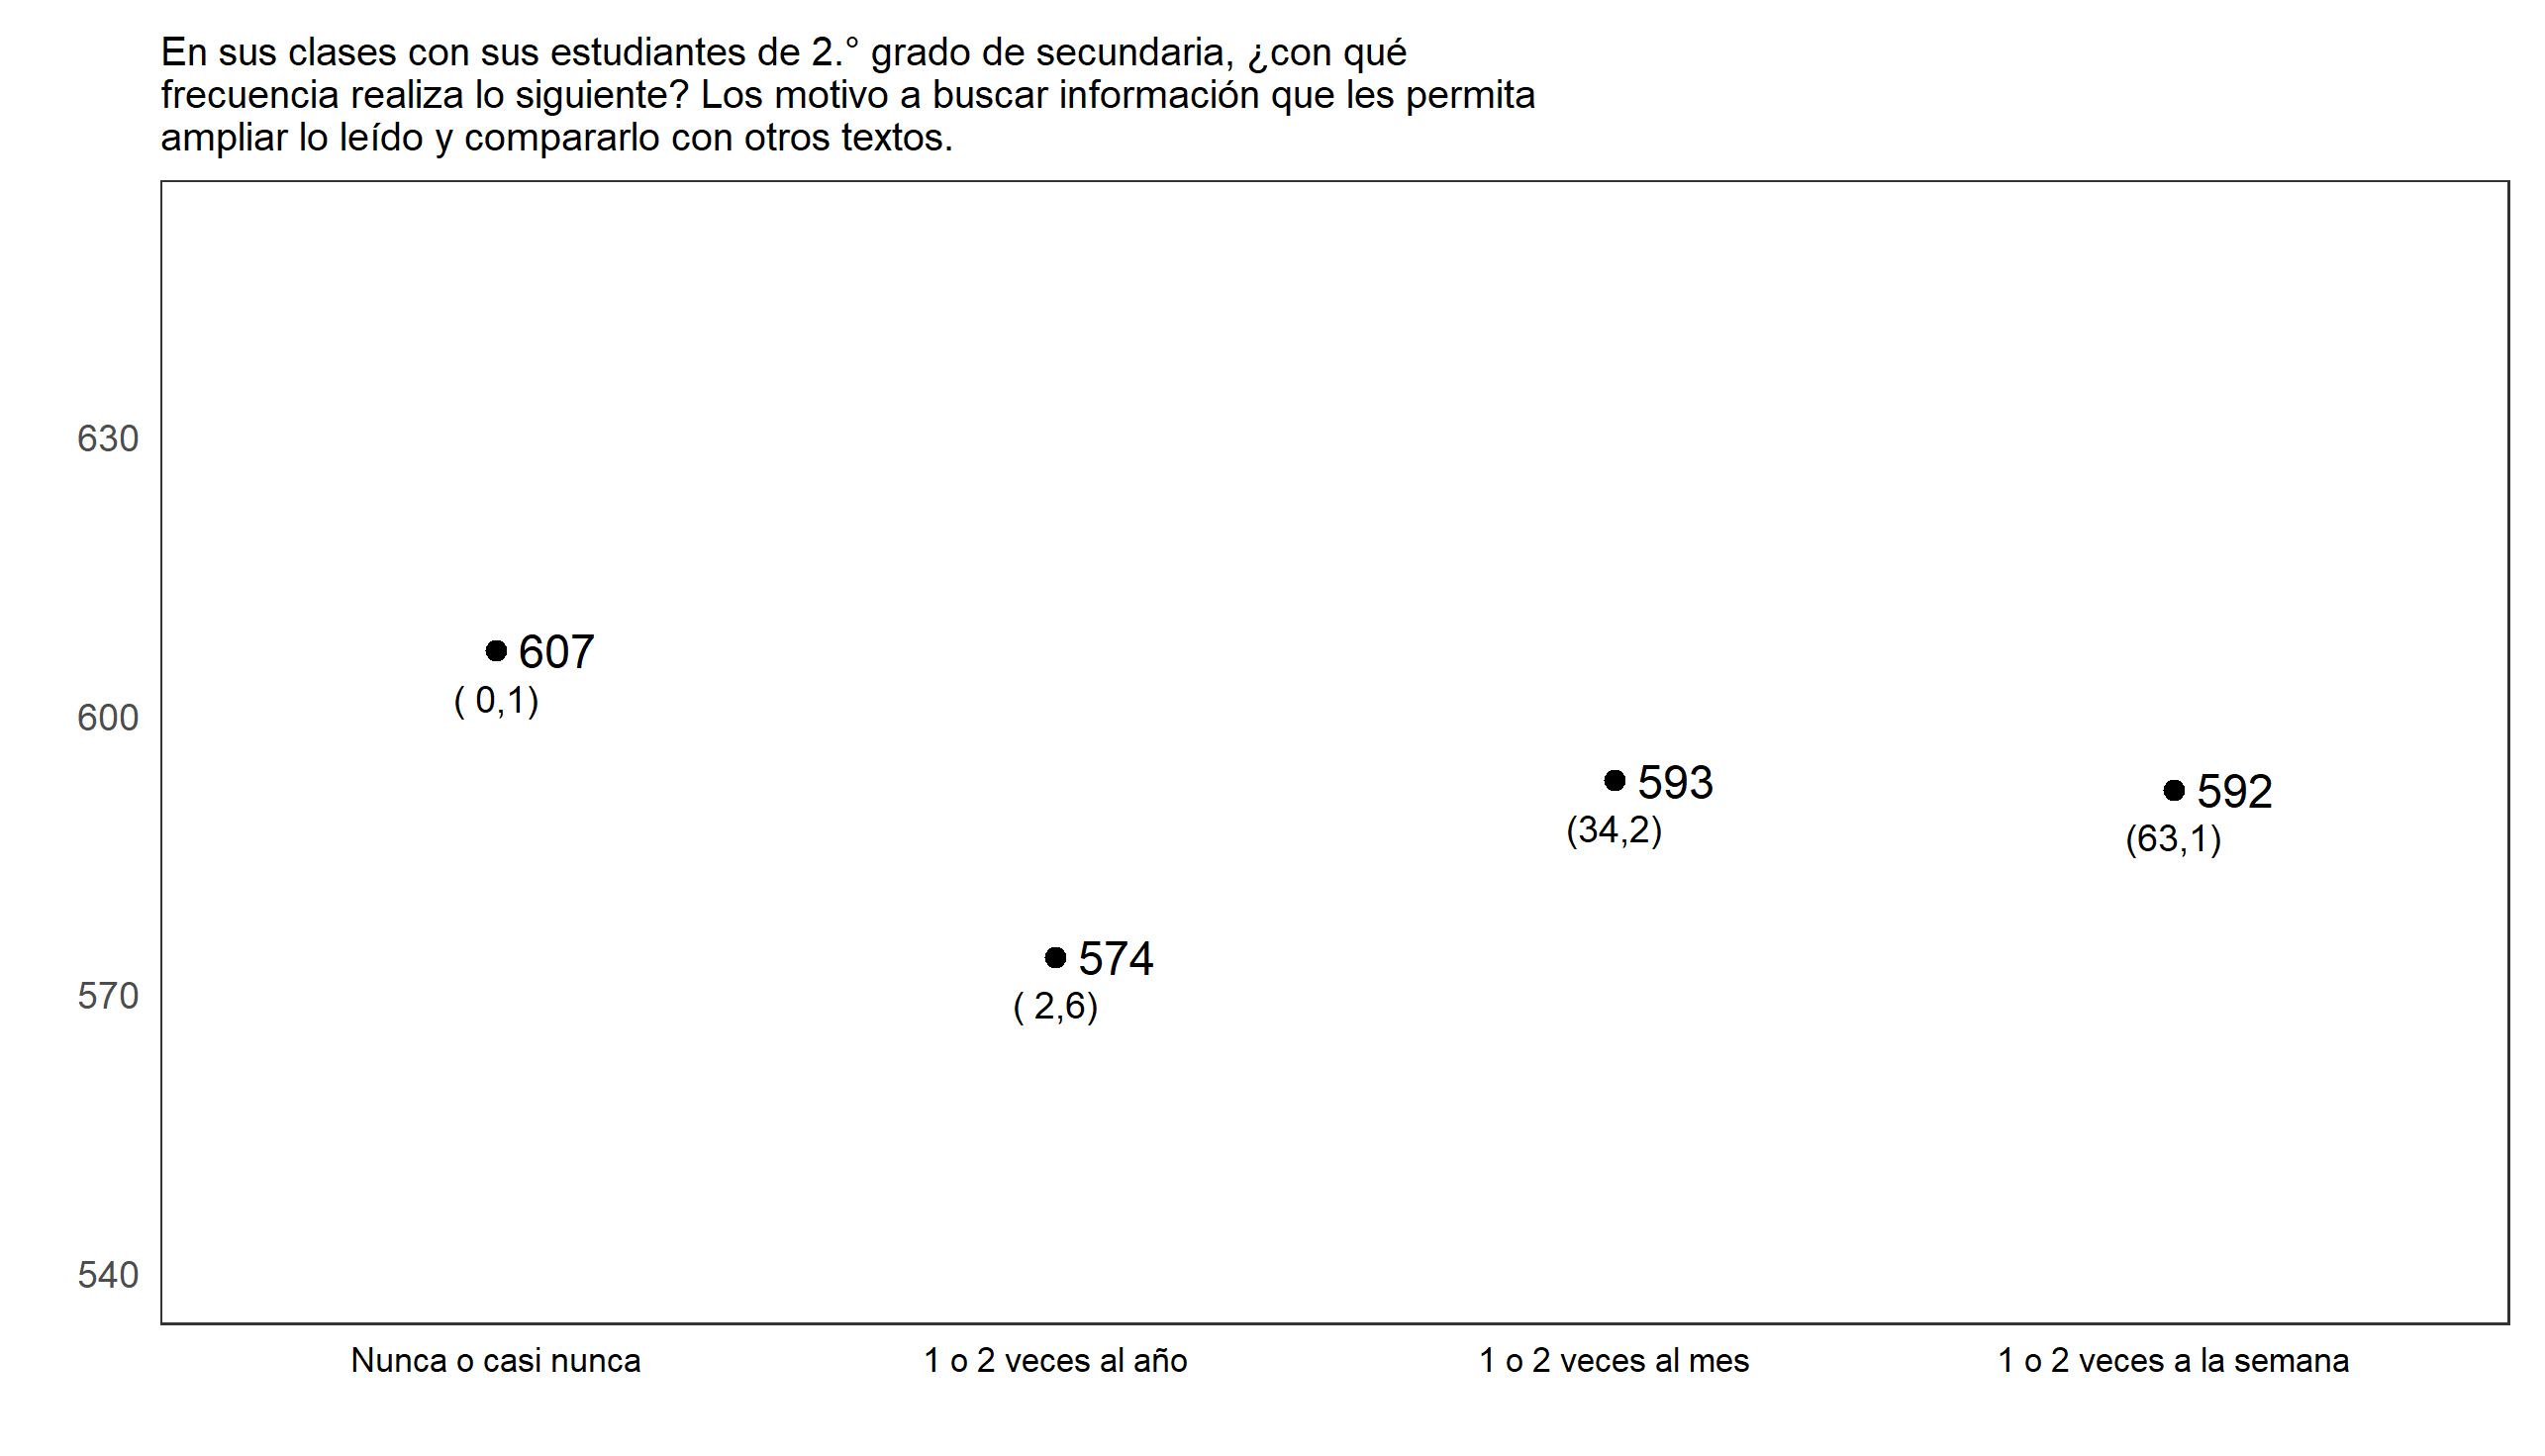 En sus clases con sus estudiantes de 2.° grado de secundaria, ¿con qué
frecuencia realiza lo siguiente? Los motivo a buscar información que les permita
ampliar lo leído y compararlo con otros textos.
630
600
570
540
607
( 0,1)
574
( 2,6)
593
(34,2)
592
(63,1)
Nunca o casi nunca
1 o 2 veces al año
1 o 2 veces al mes
1 o 2 veces a la semana